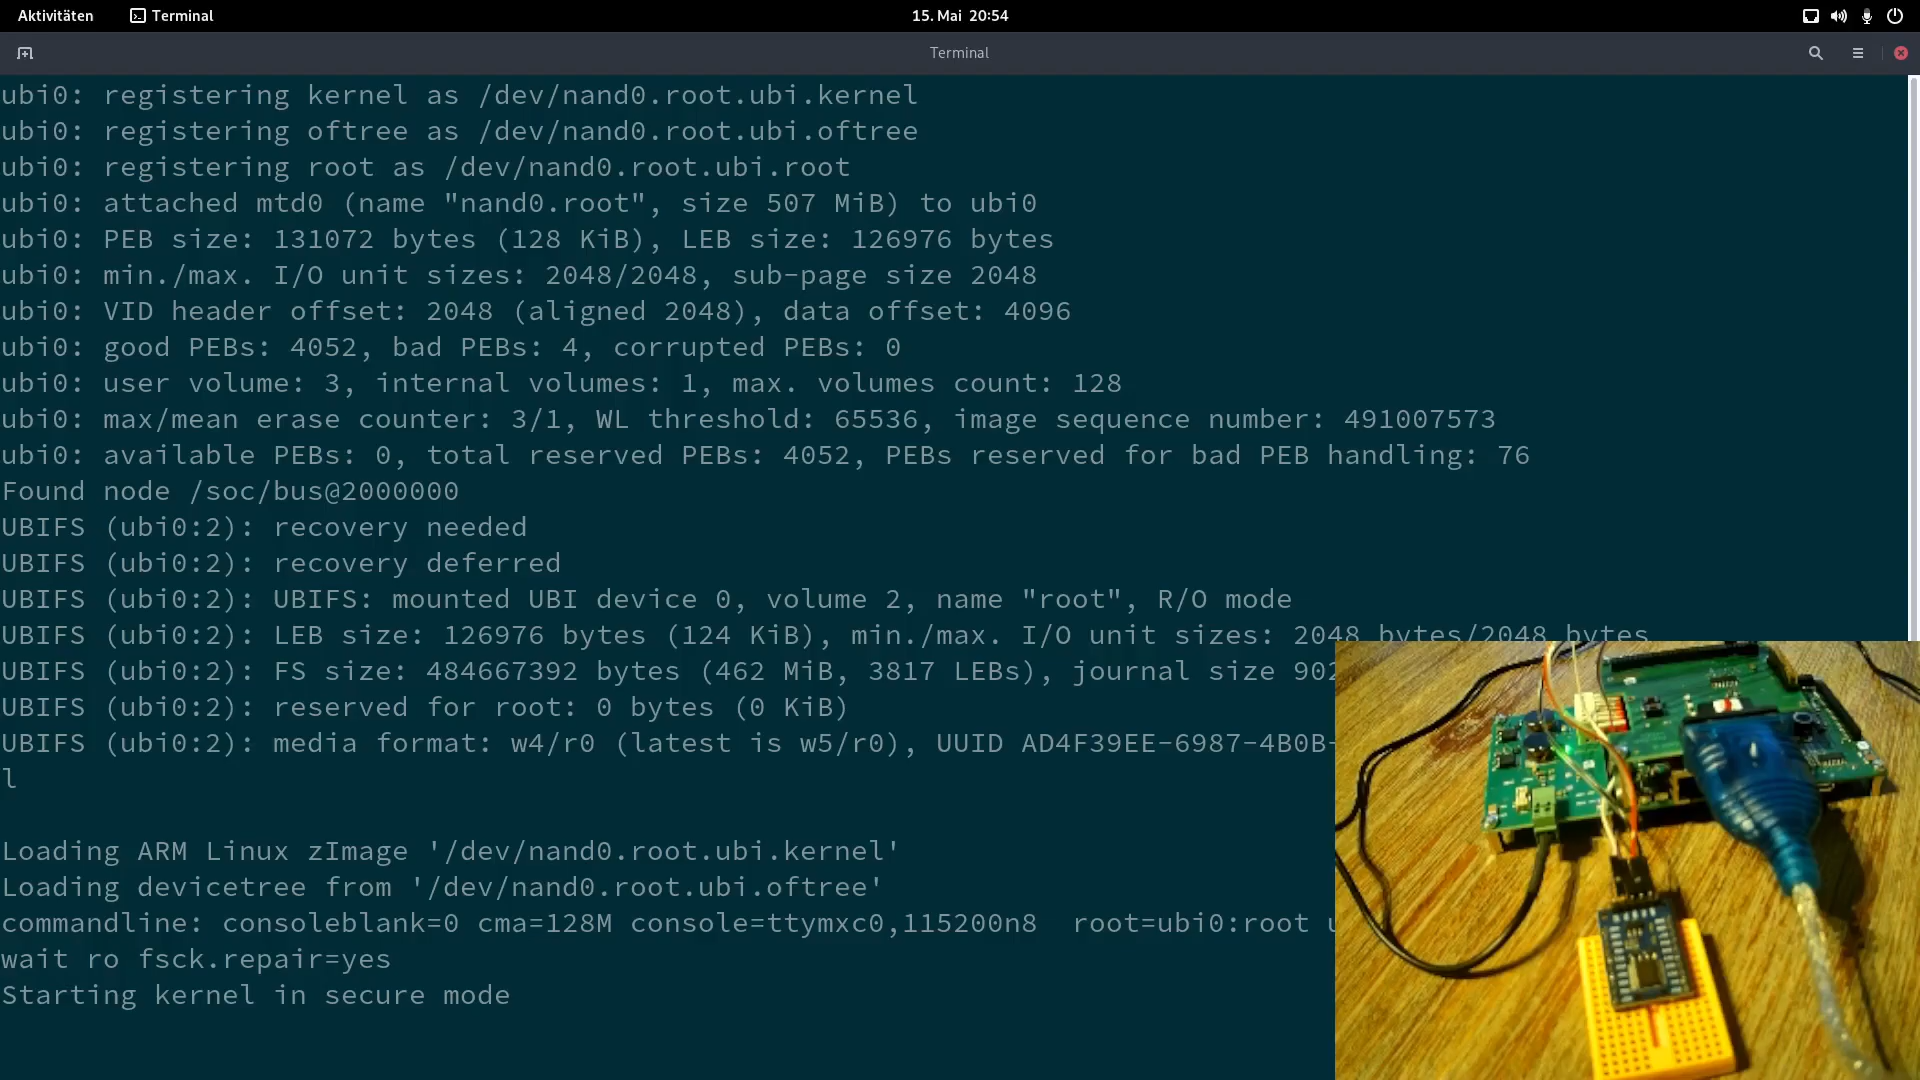 Aktivitäten Terminal 15. Mai 20:54
Terminal
ubi0: registering kernel as /dev/nand0.root.ubi.kernel
ubi0: registering oftree as /dev/nand0.root.ubi.oftree
ubi0: registering root as /dev/nand0.root.ubi.root
ubi0: attached mtd0 (name "nand0.root", size 507 MiB) to ubi0
ubi0: PEB size: 131072 bytes (128 KiB), LEB size: 126976 bytes
ubi0: min./max. I/O unit sizes: 2048/2048, sub-page size 2048
ubi0: VID header offset: 2048 (aligned 2048), data offset: 4096
ubi0: good PEBs: 4052, bad PEBs: 4, corrupted PEBs: 0
ubi0: user volume: 3, internal volumes: 1, max. volumes count: 128
ubi0: max/mean erase counter: 3/1, WL threshold: 65536, image sequence number: 491007573
ubi0: available PEBs: 0, total reserved PEBs: 4052, PEBs reserved for bad PEB handling: 76
Found node /soc/bus@2000000
UBIFS (ubi0:2): recovery needed
UBIFS (ubi0:2): recovery deferred
UBIFS (ubi0:2): UBIFS: mounted UBI device 0, volume 2, name "root", R/O mode
UBIFS (ubi0:2): LEB size: 126976 bytes (124 KiB), min./max. I/O unit sizes: 2048 bytes/2048 bytes
UBIFS (ubi0:2): FS size: 484667392 bytes (462 MiB, 3817 LEBs), journal size 902
UBIFS (ubi0:2): reserved for root: 0 bytes (0 KiB)
UBIFS (ubi0:2): media format: w4/r0 (latest is w5/r0), UUID AD4F39EE-6987-4B0B-
l
Loading ARM Linux zImage '/dev/nand0.root.ubi.kernel'
Loading devicetree from '/dev/nand0.root.ubi.oftree'
commandline: consoleblank=0 cma=128M console=ttymxc0,115200n8 root=ubi0:root
wait ro fsck.repair=yes
Starting kernel in secure mode